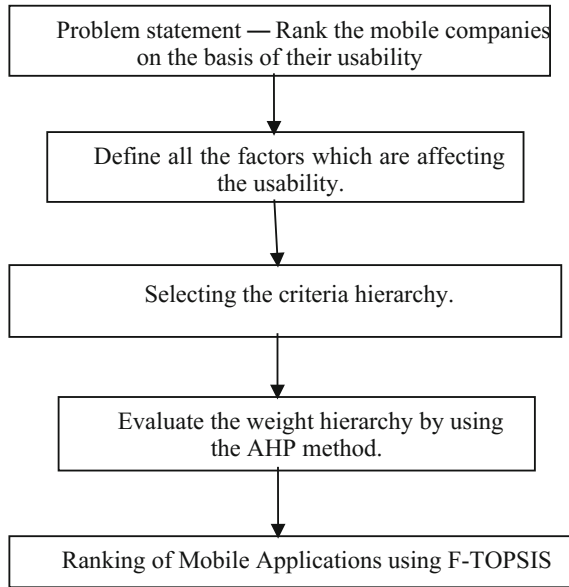 Problem statement — Rank the mobile companies
on the basis of their usability
Define all the factors which are affecting
the usability.
Selecting the criteria hierarchy.
Evaluate the weight hierarchy by using
the AHP method.
Ranking of Mobile Applications using F-TOPSIS